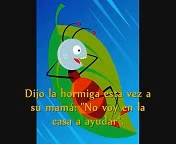 Dijo la hormiga esta vez a
su mamá: "No voy en la
casa a ayudar".